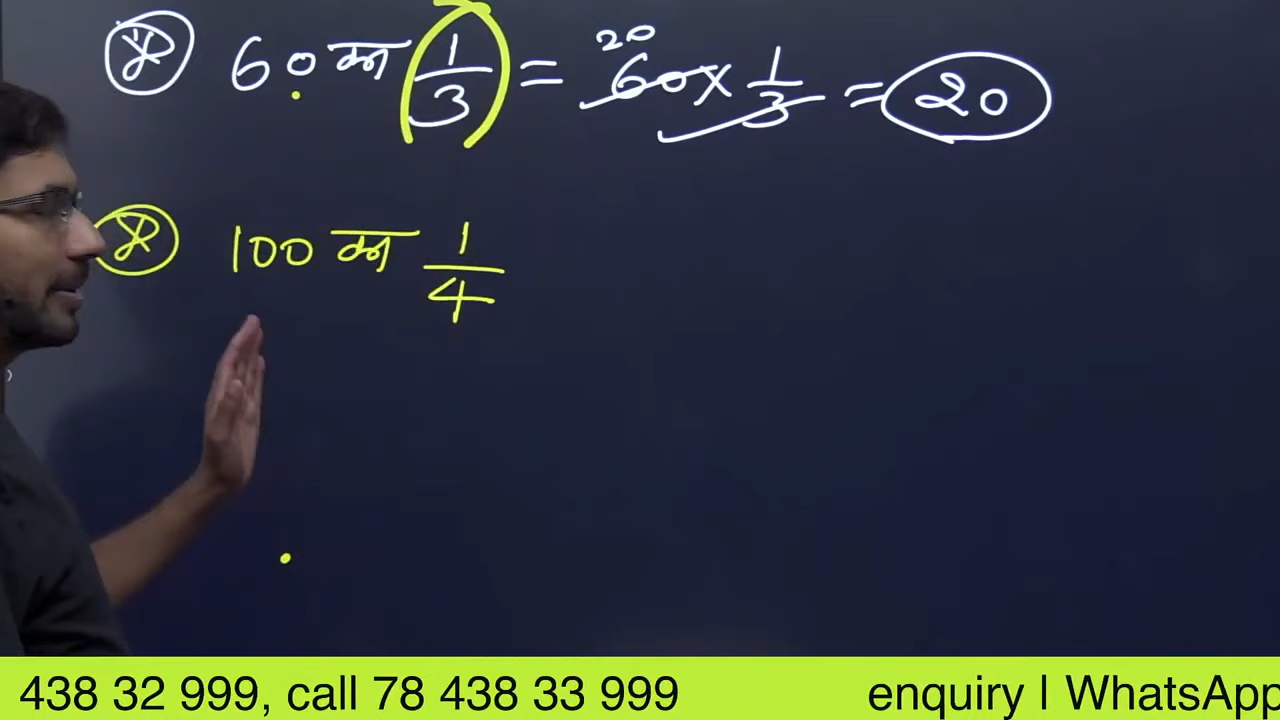 60 का 1/3 = 60 x 1/3 = 20
20
100 का 1/4
438 32 999, call 78 438 33 999 enquiry | WhatsApp